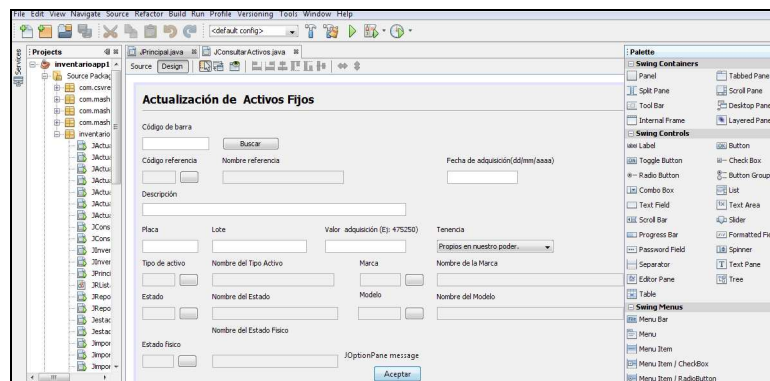 File Edit View Navigate Source Refactor Build Run Profile Versioning Tools Window Help
<default config>
Services
Projects
inventarioapp1
Source Packag
com.csvre
com.mash
com.mash
com.mash
inventario
JActua
JActua
JActua
JActua
JActua
JActua
JCons
JCons
JInver
JInver
JPrinci
JRList.
JRepo
JRepo
Jestac
Jestac
Jimpor
Jimpor
Jimpor
JPrincipal.java
JConsultarActivos.java
Source Design
Actualización de Activos Fijos
Código de barra
Buscar
Código referencia Nombre referencia Fecha de adquisición(dd/mm/aaaa)
Descripción
Placa Lote Valor adquisición (E): 475250) Tenencia
Propios en nuestro poder.
Tipo de activo Nombre del Tipo Activo Marca Nombre de la Marca
Estado Nombre del Estado Modelo Nombre del Modelo
Nombre del Estado Fisico
Estado fisico
JOptionPane message
Aceptar
Palette
Swing Containers
Panel Tabbed Pane
Split Pane Scroll Pane
Tool Bar Desktop Pane
Internal Frame Layered Pane
Swing Controls
label Label Button
Toggle Button Check Box
Radio Button Button Group
Combo Box List
Text Field Text Area
Scroll Bar Slider
Progress Bar Formatted Fie
Password Field Spinner
Separator Text Pane
Editor Pane Tree
Table
Swing Menus
Menu Bar
Menu
Menu Item
Menu Item / CheckBox
Menu Item / RadioButton